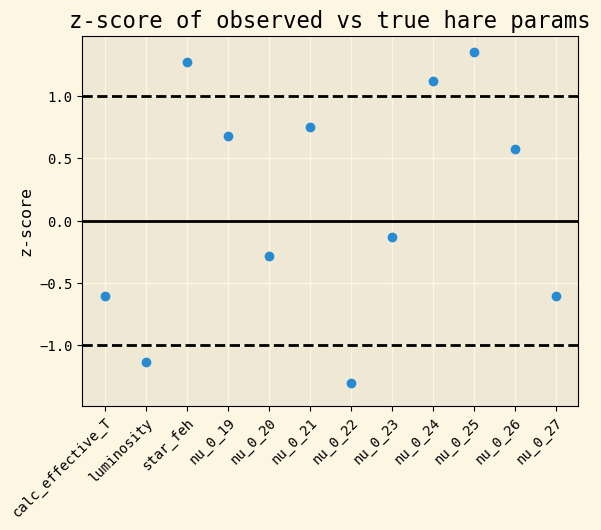 z-score of observed vs true hare params
z-score
1.0
0.5
0.0
−0.5
−1.0
calc_effective_T
luminosity
star_feh
nu_0_19
nu_0_20
nu_0_21
nu_0_22
nu_0_23
nu_0_24
nu_0_25
nu_0_26
nu_0_27